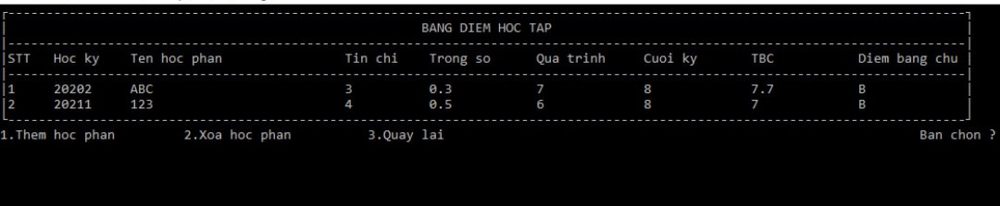 BANG DIEM HOC TAP
STT Hoc ky Ten hoc phan Tin chi Trong so Qua trinh Cuoi ky TBC Diem bang chu
1 20202 ABC 3 0.3 7 8 7.7 B
2 20211 123 4 0.5 6 8 7 B
1.Them hoc phan 2.Xoa hoc phan 3.Quay lai Ban chon ?